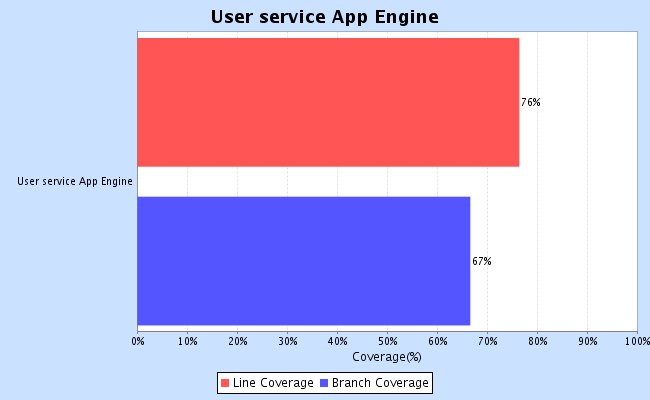 User service App Engine
76%
User service App Engine
67%
0% 10% 20% 30% 40% 50% 60% 70% 80% 90% 100%
Coverage(%)
Line Coverage Branch Coverage